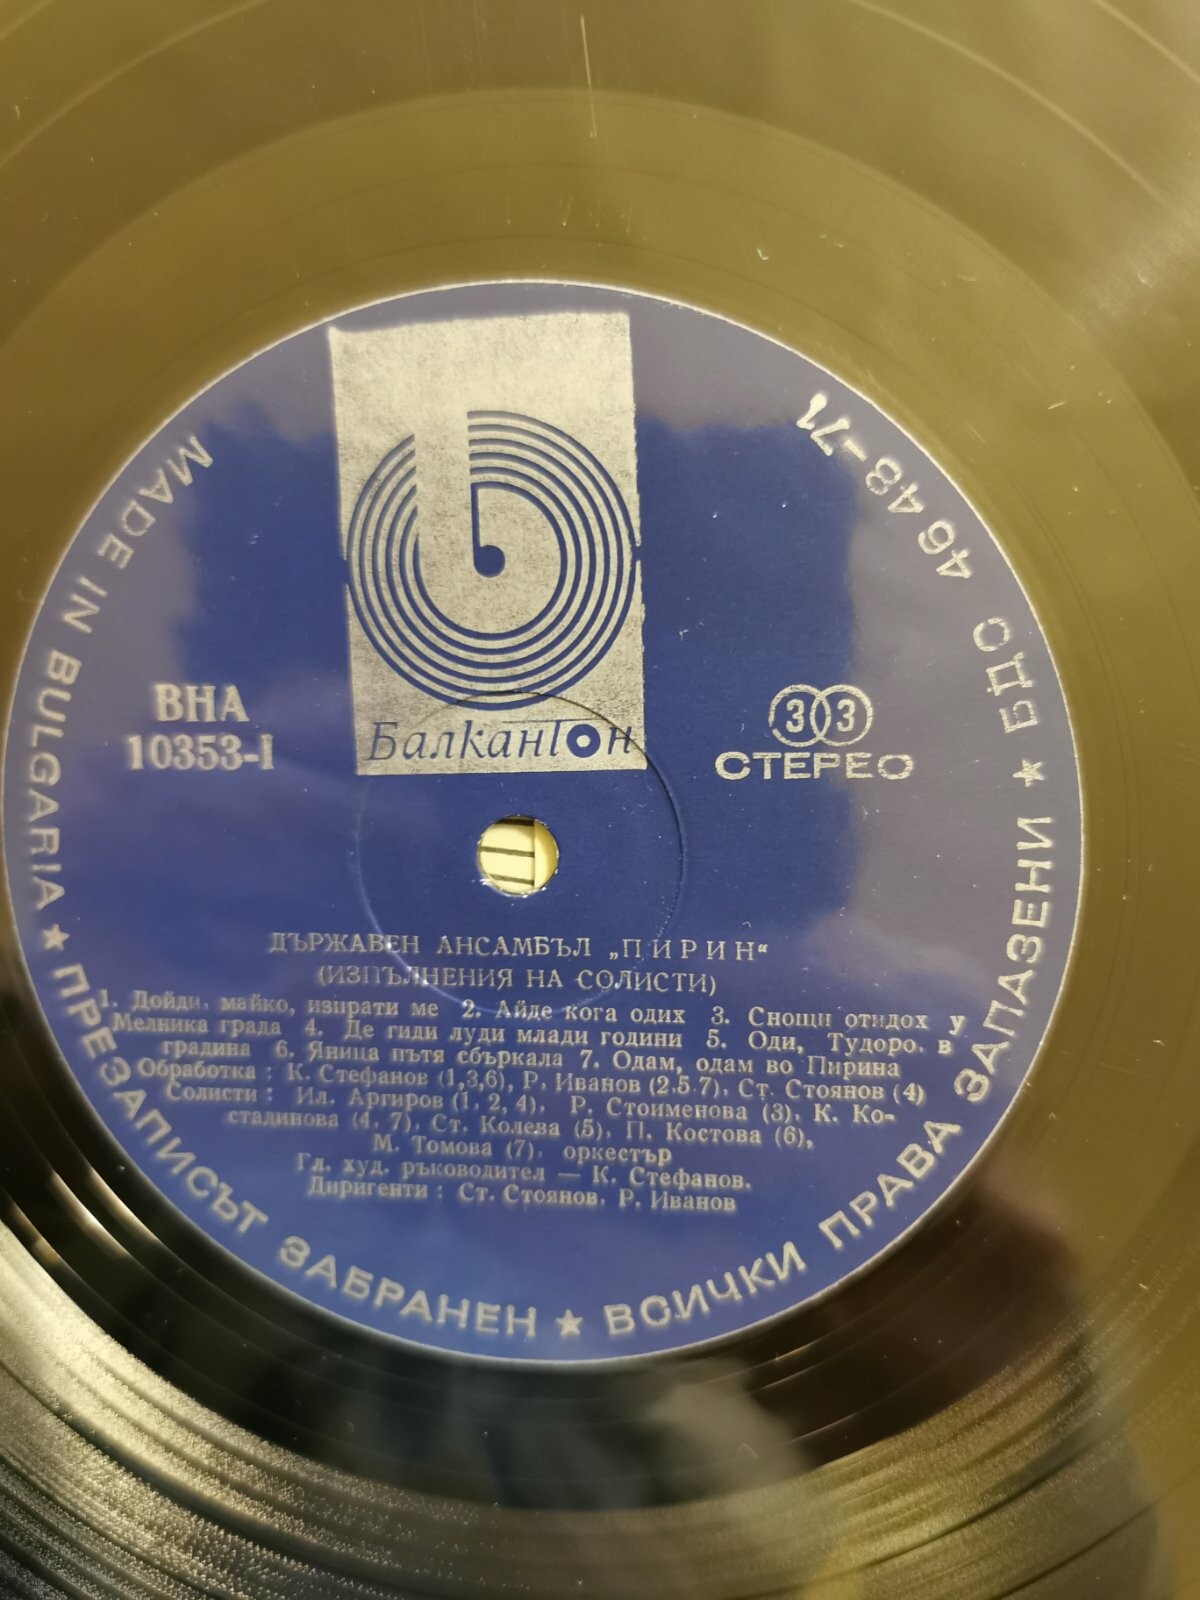 Балкантон
ВНА
10353-I
33
СТЕРЕО
ДЪРЖАВЕН АНСАМБЪЛ „ПИРИН“
(ИЗПЪЛНЕНИЯ НА СОЛИСТИ)
1. Дойди, майко, изпрати ме 2. Айде кога одих 3. Снощи отидох у
Мелника града 4. Де гиди луди млади години 5. Оди, Тудоро, в
градина 6. Яница пътя сбъркала 7. Одам, одам во Пирина
Обработка : К. Стефанов (1,3,6), Р. Иванов (2.5.7), Ст. Стоянов (4)
Солисти : Ил. Аргиров (1, 2, 4), Р. Стоименова (3), К. Ко-
стадинова (4, 7), Ст. Колева (5), П. Костова (6),
М. Томова (7), оркестър
Гл. худ. ръководител — К. Стефанов.
Диригенти : Ст. Стоянов, Р. Иванов
MADE IN BULGARIA ★ ПРЕЗАПИСЪТ ЗАБРАНЕН ★ ВСИЧКИ ПРАВА ЗАПАЗЕНИ ★ БДО 4648-71